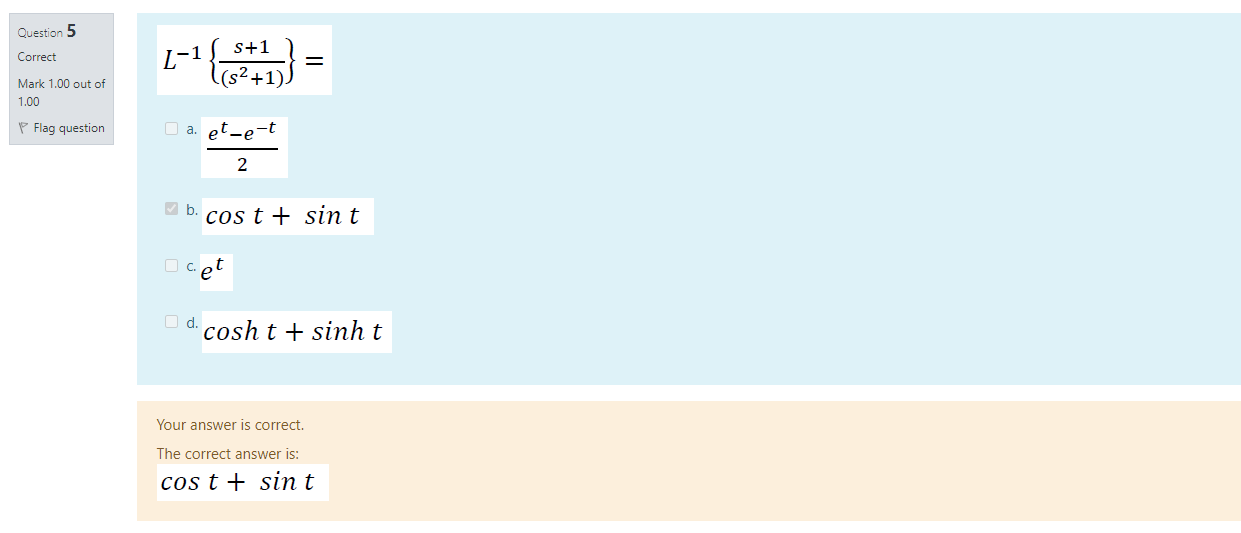 Question 5
Correct
Mark 1.00 out of
1.00
Flag question
L⁻¹ { s+1 / (s²+1) } =
a. eᵗ−e⁻ᵗ / 2
b. cos t + sin t
c. eᵗ
d. cosh t + sinh t
Your answer is correct.
The correct answer is:
cos t + sin t